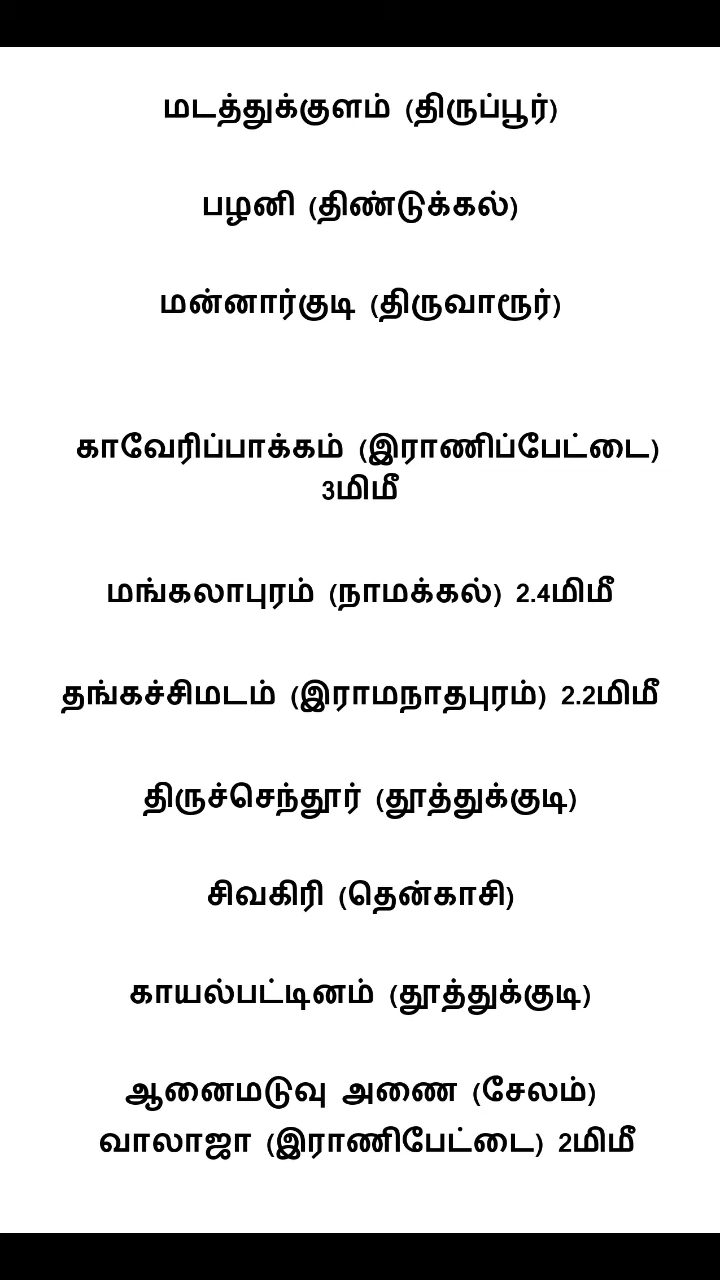 மடத்துக்குளம் (திருப்பூர்)
பழனி (திண்டுக்கல்)
மன்னார்குடி (திருவாரூர்)
காவேரிப்பாக்கம் (இராணிப்பேட்டை)
3மிமீ
மங்கலாபுரம் (நாமக்கல்) 2.4மிமீ
தங்கச்சிமடம் (இராமநாதபுரம்) 2.2மிமீ
திருச்செந்தூர் (தூத்துக்குடி)
சிவகிரி (தென்காசி)
காயல்பட்டினம் (தூத்துக்குடி)
ஆனைமடுவு அணை (சேலம்)
வாலாஜா (இராணிபேட்டை) 2மிமீ